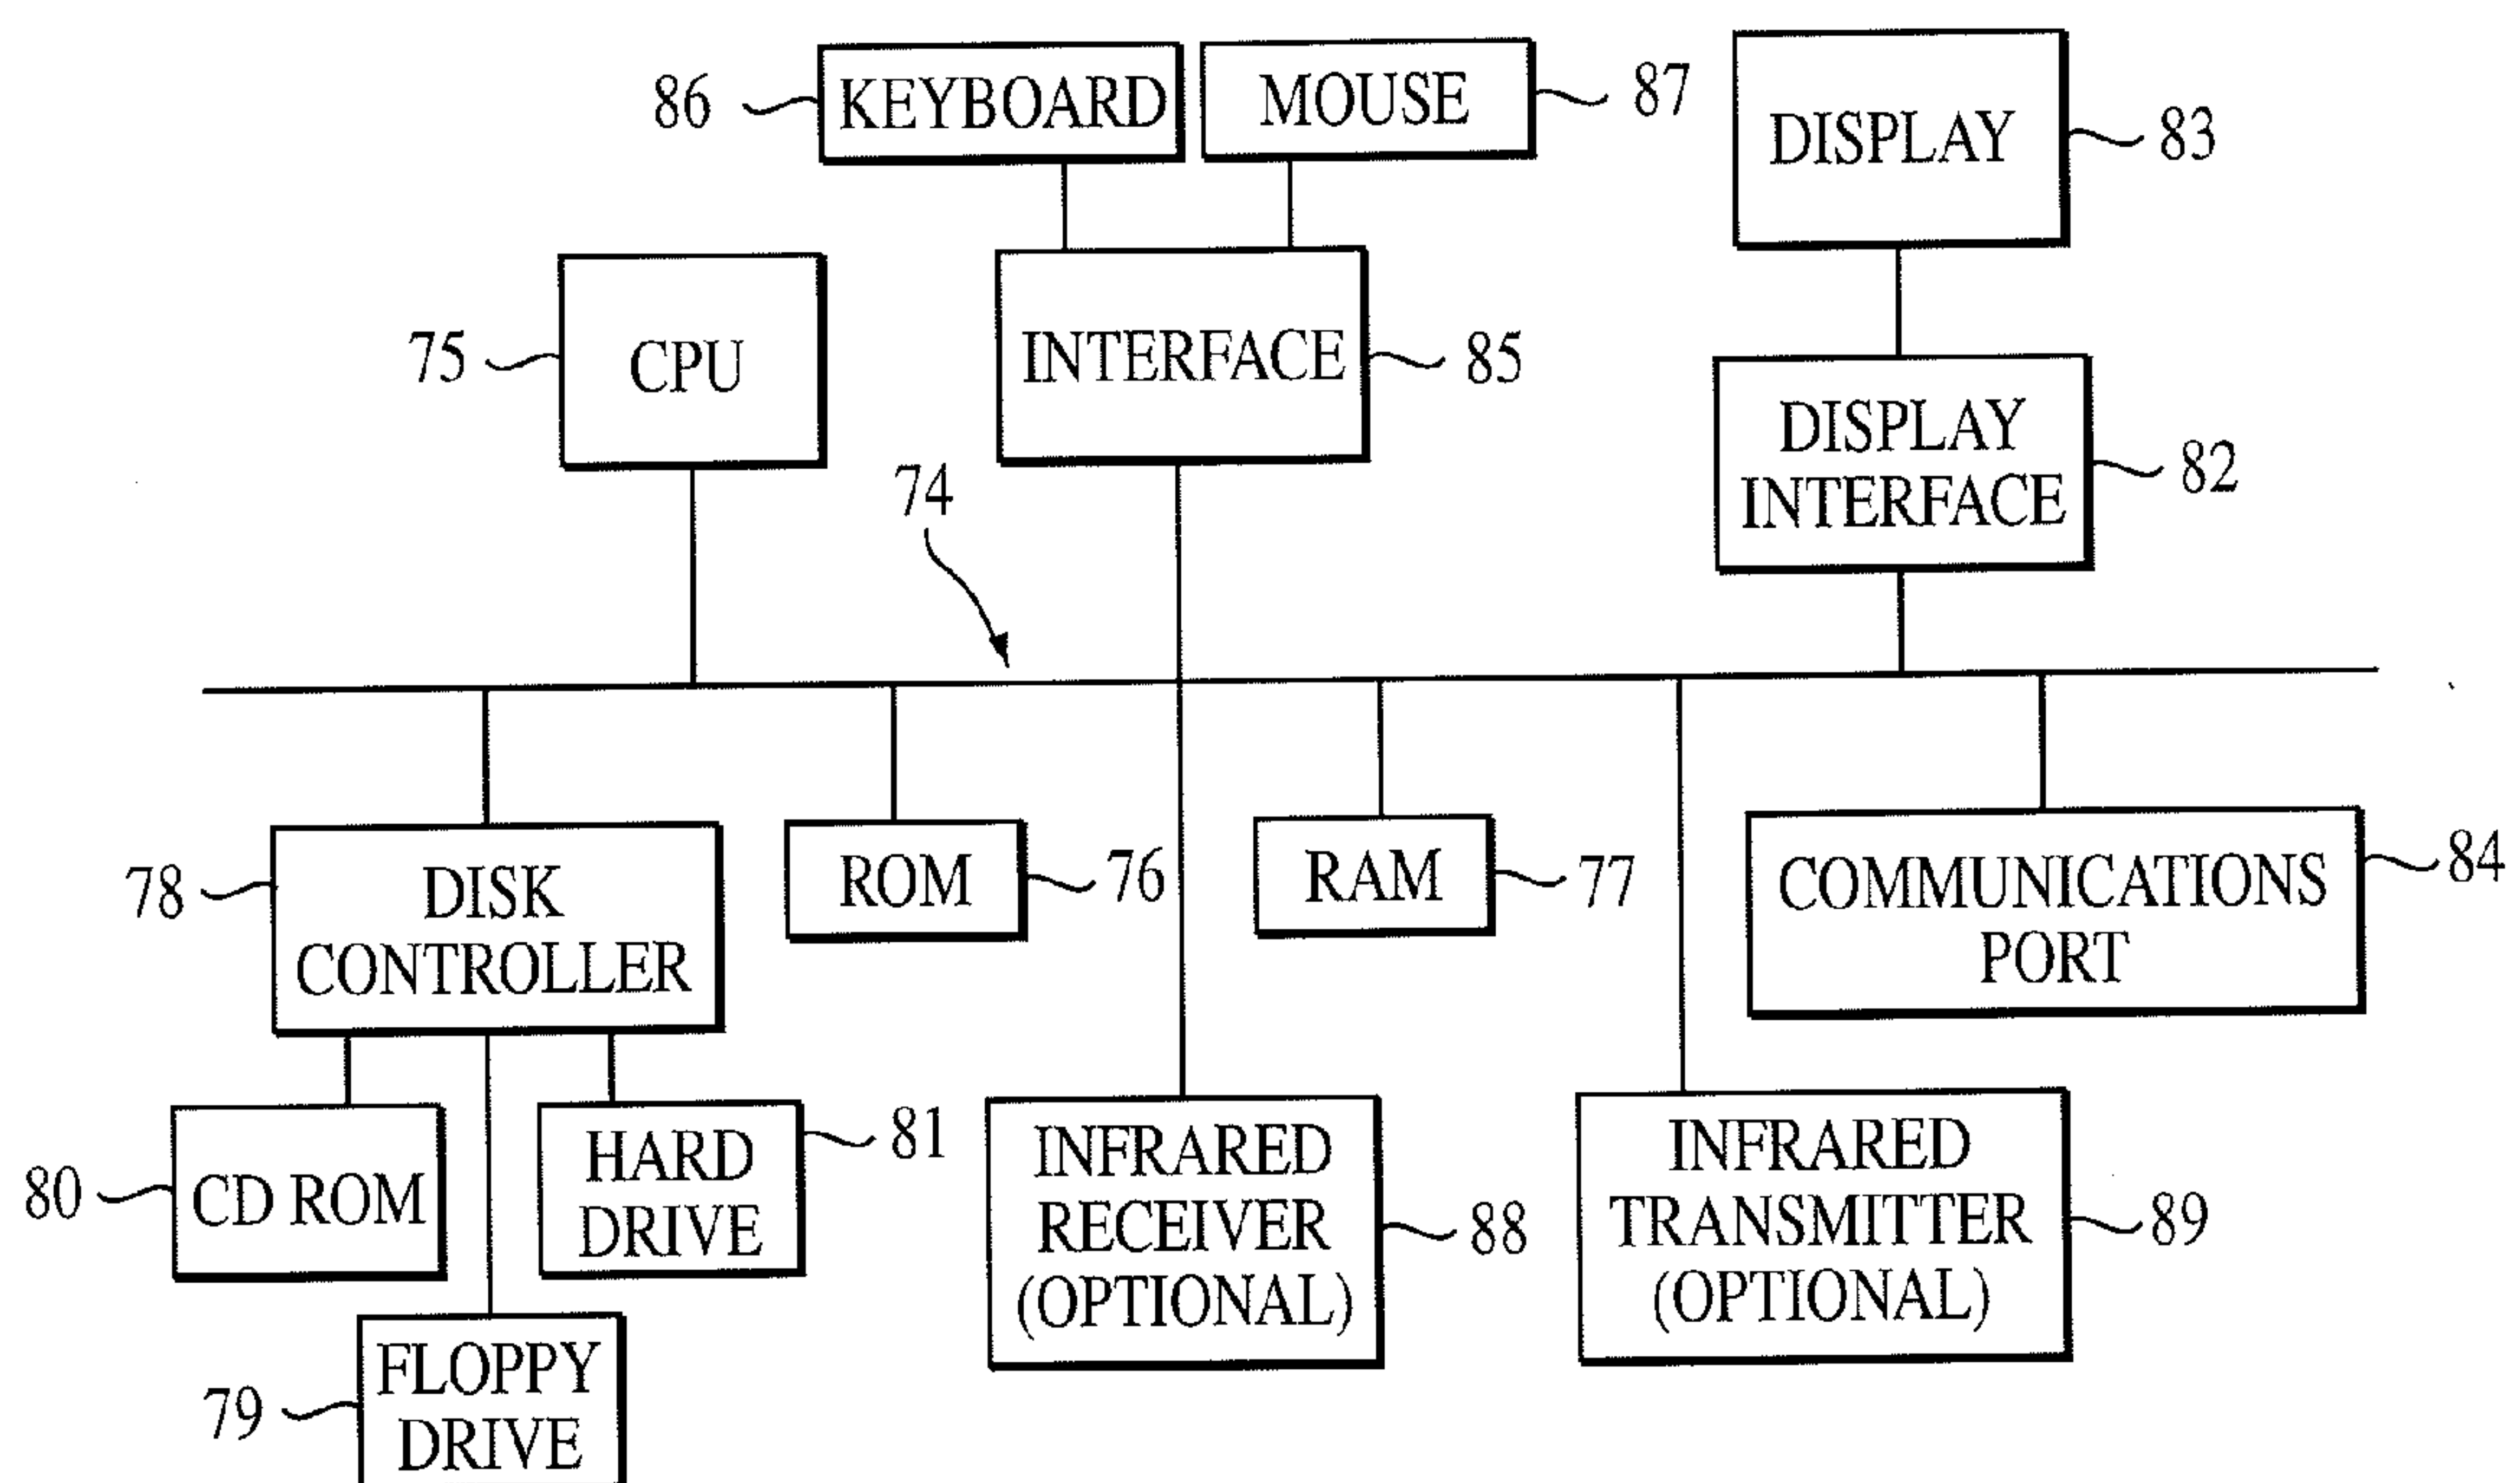 86
KEYBOARD
MOUSE
87
DISPLAY
83
75
CPU
INTERFACE
85
DISPLAY
INTERFACE
82
74
78
DISK
CONTROLLER
ROM
76
RAM
77
COMMUNICATIONS
PORT
84
80
CD ROM
HARD
DRIVE
81
INFRARED
RECEIVER
(OPTIONAL)
88
INFRARED
TRANSMITTER
(OPTIONAL)
89
79
FLOPPY
DRIVE